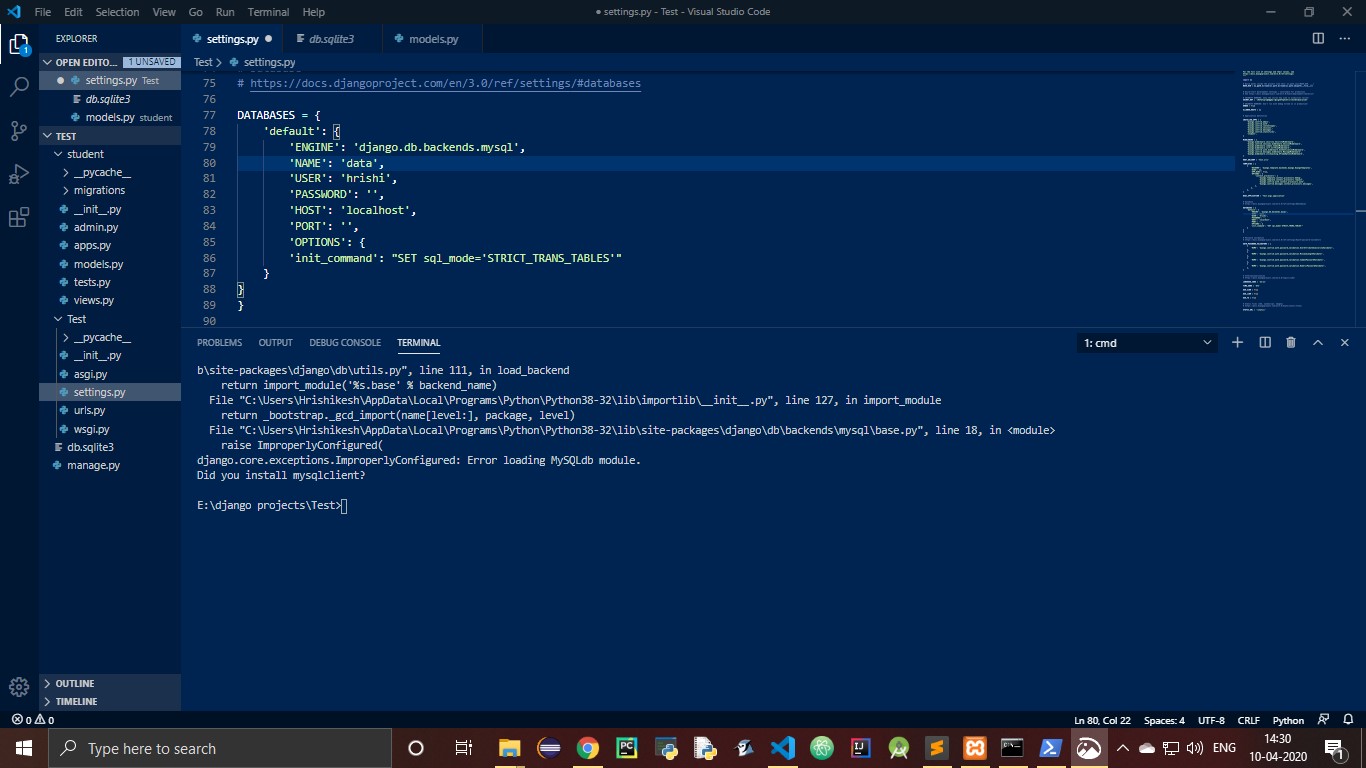 File Edit Selection View Go Run Terminal Help
● settings.py - Test - Visual Studio Code
EXPLORER
OPEN EDITO... 1 UNSAVED
● settings.py Test
db.sqlite3
models.py student
TEST
student
__pycache__
migrations
__init__.py
admin.py
apps.py
models.py
tests.py
views.py
Test
__pycache__
__init__.py
asgi.py
settings.py
urls.py
wsgi.py
db.sqlite3
manage.py
OUTLINE
TIMELINE
settings.py ● db.sqlite3 models.py
Test > settings.py
75 # https://docs.djangoproject.com/en/3.0/ref/settings/#databases
76
77 DATABASES = {
78 'default': {
79 'ENGINE': 'django.db.backends.mysql',
80 'NAME': 'data',
81 'USER': 'hrishi',
82 'PASSWORD': '',
83 'HOST': 'localhost',
84 'PORT': '',
85 'OPTIONS': {
86 'init_command': "SET sql_mode='STRICT_TRANS_TABLES'"
87 }
88 }
89 }
90
PROBLEMS OUTPUT DEBUG CONSOLE TERMINAL 1: cmd
b\site-packages\django\db\utils.py", line 111, in load_backend
return import_module('%s.base' % backend_name)
File "C:\Users\Hrishikesh\AppData\Local\Programs\Python\Python38-32\lib\importlib\__init__.py", line 127, in import_module
return _bootstrap._gcd_import(name[level:], package, level)
File "C:\Users\Hrishikesh\AppData\Local\Programs\Python\Python38-32\lib\site-packages\django\db\backends\mysql\base.py", line 18, in <module>
raise ImproperlyConfigured(
django.core.exceptions.ImproperlyConfigured: Error loading MySQLdb module.
Did you install mysqlclient?
E:\django projects\Test>
0 0 Ln 80, Col 22 Spaces: 4 UTF-8 CRLF Python
Type here to search
ENG
14:30
10-04-2020